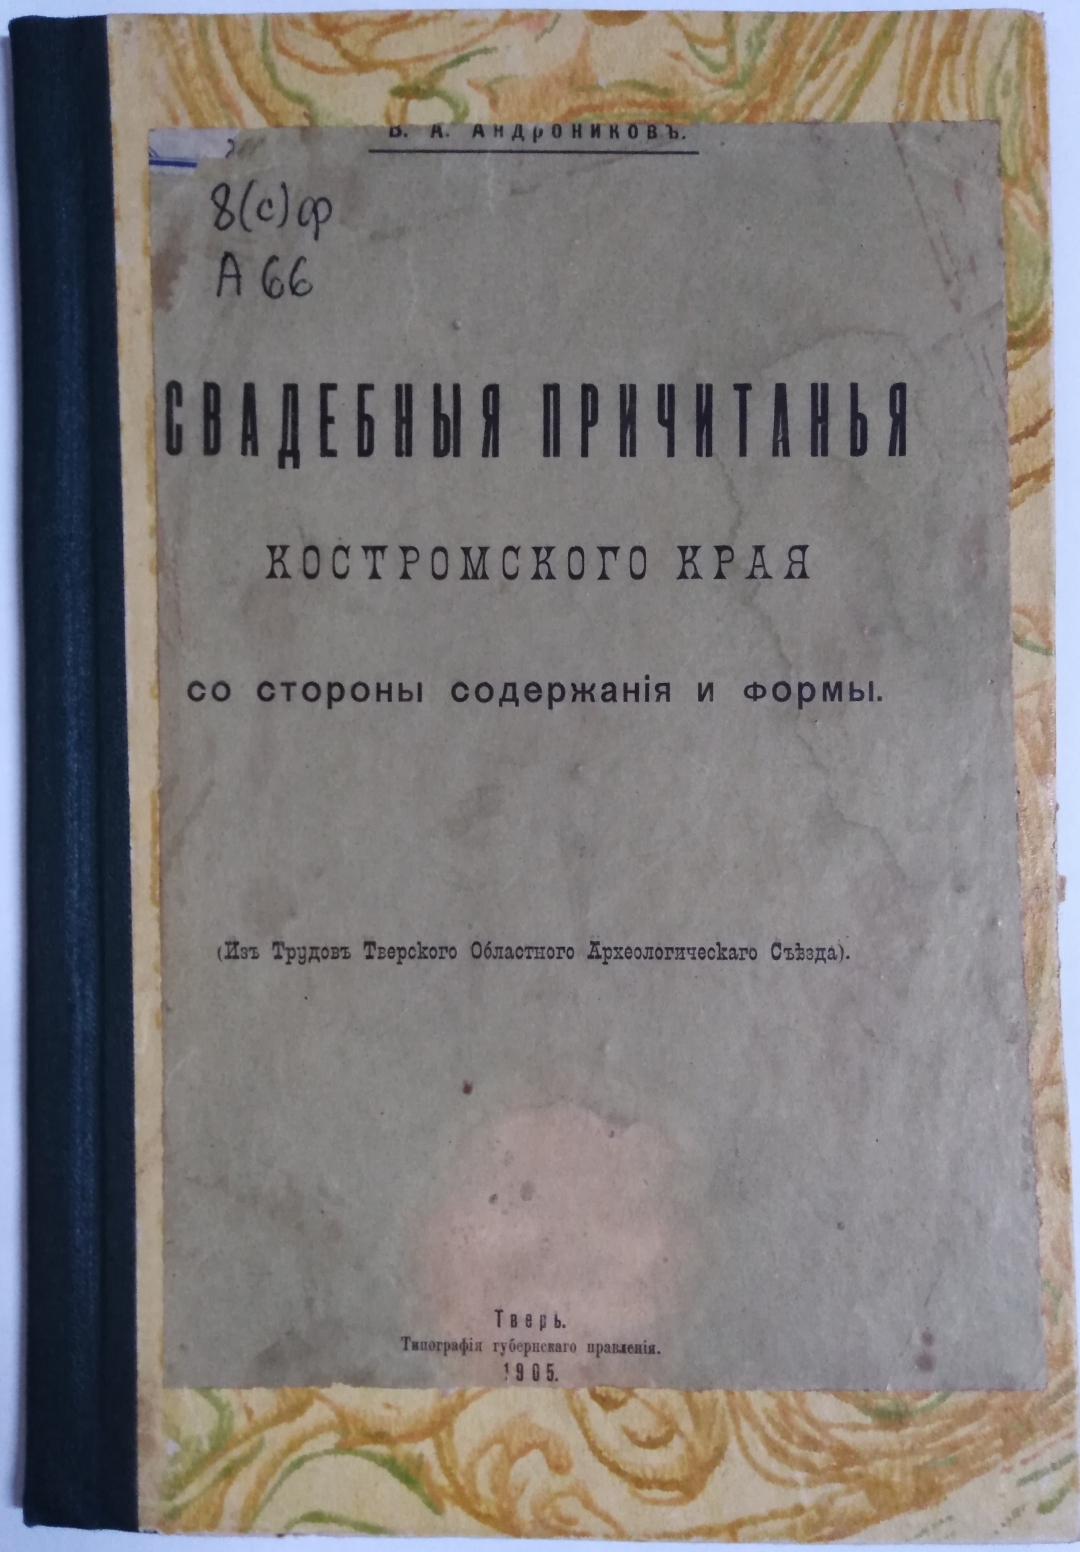 В. А. Андрониковъ.
8(с)ф
А 66
СВАДЕБНЫЯ ПРИЧИТАНЬЯ
КОСТРОМСКОГО КРАЯ
со стороны содержанія и формы.
(Изъ Трудовъ Тверского Областного Археологическаго Съѣзда).
Тверь.
Типографія губернскаго правленія.
1905.